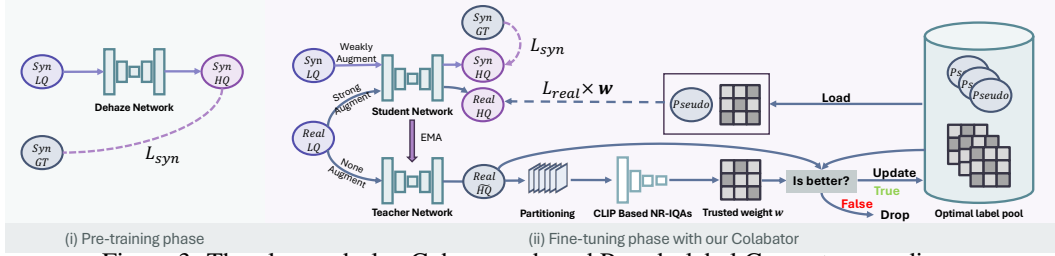 Syn LQ
Dehaze Network
Syn HQ
Syn GT
L_syn
(i) Pre-training phase
Syn GT
L_syn
Weakly Augment
Syn LQ
Syn HQ
Strong Augment
Student Network
Real HQ
L_real × w
Pseudo
Load
Pseudo
Real LQ
EMA
None Augment
Teacher Network
Real HQ
Partitioning
CLIP Based NR-IQAs
Trusted weight w
Is better?
Update
True
False
Drop
Optimal label pool
(ii) Fine-tuning phase with our Colabator